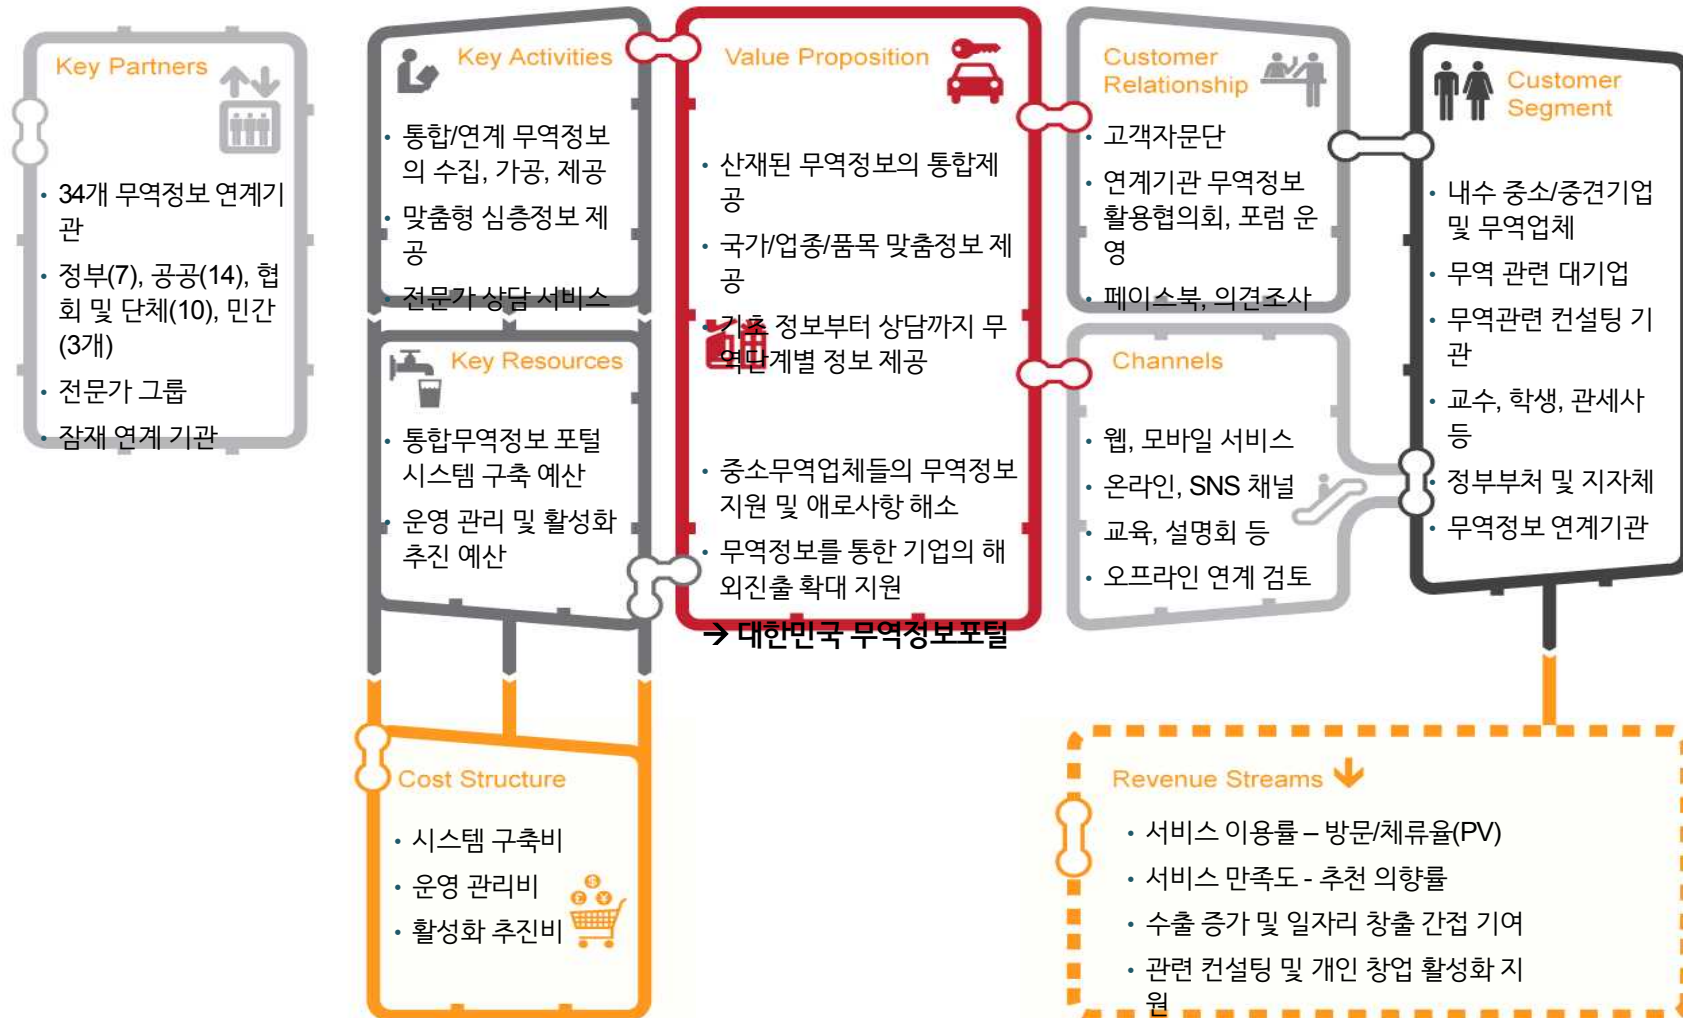 Key Partners
• 34개 무역정보 연계기
관
• 정부(7), 공공(14), 협
회 및 단체(10), 민간
(3개)
• 전문가 그룹
• 잠재 연계 기관
Key Activities
• 통합/연계 무역정보
의 수집, 가공, 제공
• 맞춤형 심층정보 제
공
• 전문가 상담 서비스
Key Resources
• 통합무역정보 포털
시스템 구축 예산
• 운영 관리 및 활성화
추진 예산
Value Proposition
• 산재된 무역정보의 통합제
공
• 국가/업종/품목 맞춤정보 제
공
• 기초 정보부터 상담까지 무
역단계별 정보 제공
• 중소무역업체들의 무역정보
지원 및 애로사항 해소
• 무역정보를 통한 기업의 해
외진출 확대 지원
→ 대한민국 무역정보포털
Customer
Relationship
• 고객자문단
• 연계기관 무역정보
활용협의회, 포럼 운
영
• 페이스북, 의견조사
Channels
• 웹, 모바일 서비스
• 온라인, SNS 채널
• 교육, 설명회 등
• 오프라인 연계 검토
Customer
Segment
• 내수 중소/중견기업
및 무역업체
• 무역 관련 대기업
• 무역관련 컨설팅 기
관
• 교수, 학생, 관세사
등
• 정부부처 및 지자체
• 무역정보 연계기관
Cost Structure
• 시스템 구축비
• 운영 관리비
• 활성화 추진비
Revenue Streams
• 서비스 이용률 – 방문/체류율(PV)
• 서비스 만족도 - 추천 의향률
• 수출 증가 및 일자리 창출 간접 기여
• 관련 컨설팅 및 개인 창업 활성화 지
원